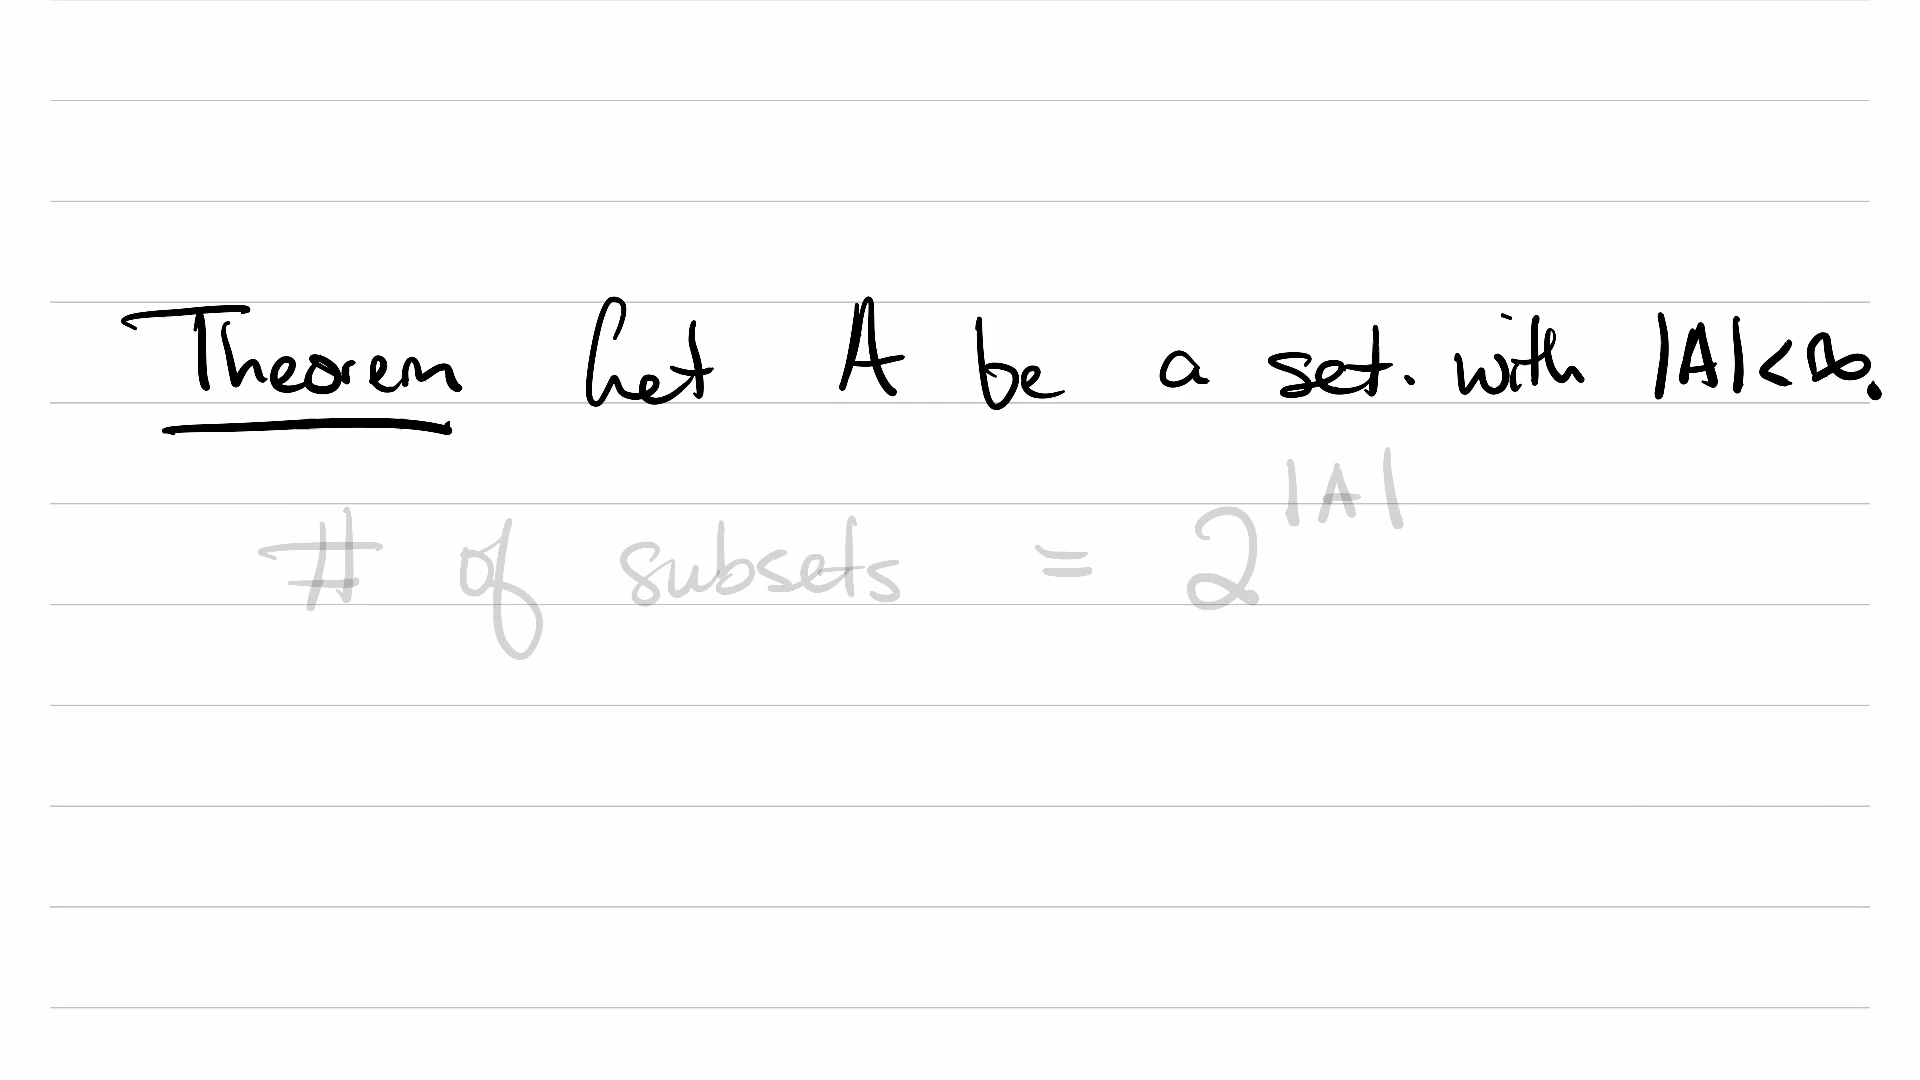 Theorem Let A be a set. with |A|<∞.
# of subsets = 2^|A|